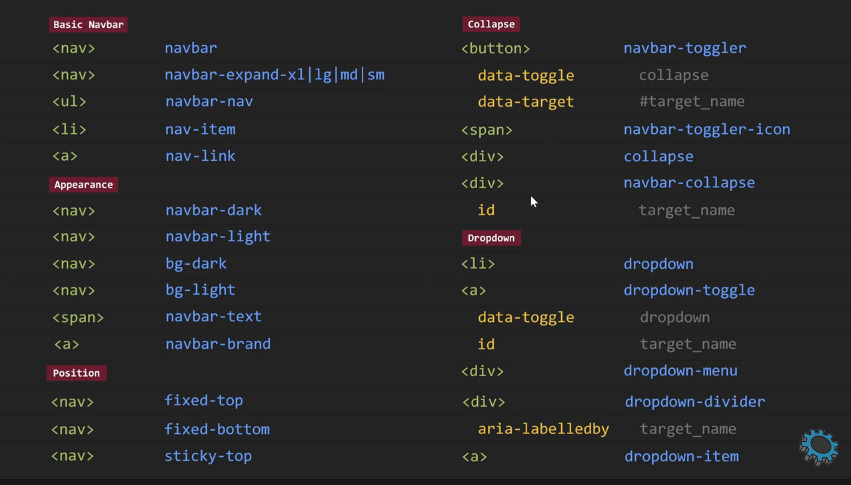 Basic Navbar
<nav> navbar
<nav> navbar-expand-xl|lg|md|sm
<ul> navbar-nav
<li> nav-item
<a> nav-link
Appearance
<nav> navbar-dark
<nav> navbar-light
<nav> bg-dark
<nav> bg-light
<span> navbar-text
<a> navbar-brand
Position
<nav> fixed-top
<nav> fixed-bottom
<nav> sticky-top
Collapse
<button> navbar-toggler
data-toggle collapse
data-target #target_name
<span> navbar-toggler-icon
<div> collapse
<div> navbar-collapse
id target_name
Dropdown
<li> dropdown
<a> dropdown-toggle
data-toggle dropdown
id target_name
<div> dropdown-menu
<div> dropdown-divider
aria-labelledby target_name
<a> dropdown-item